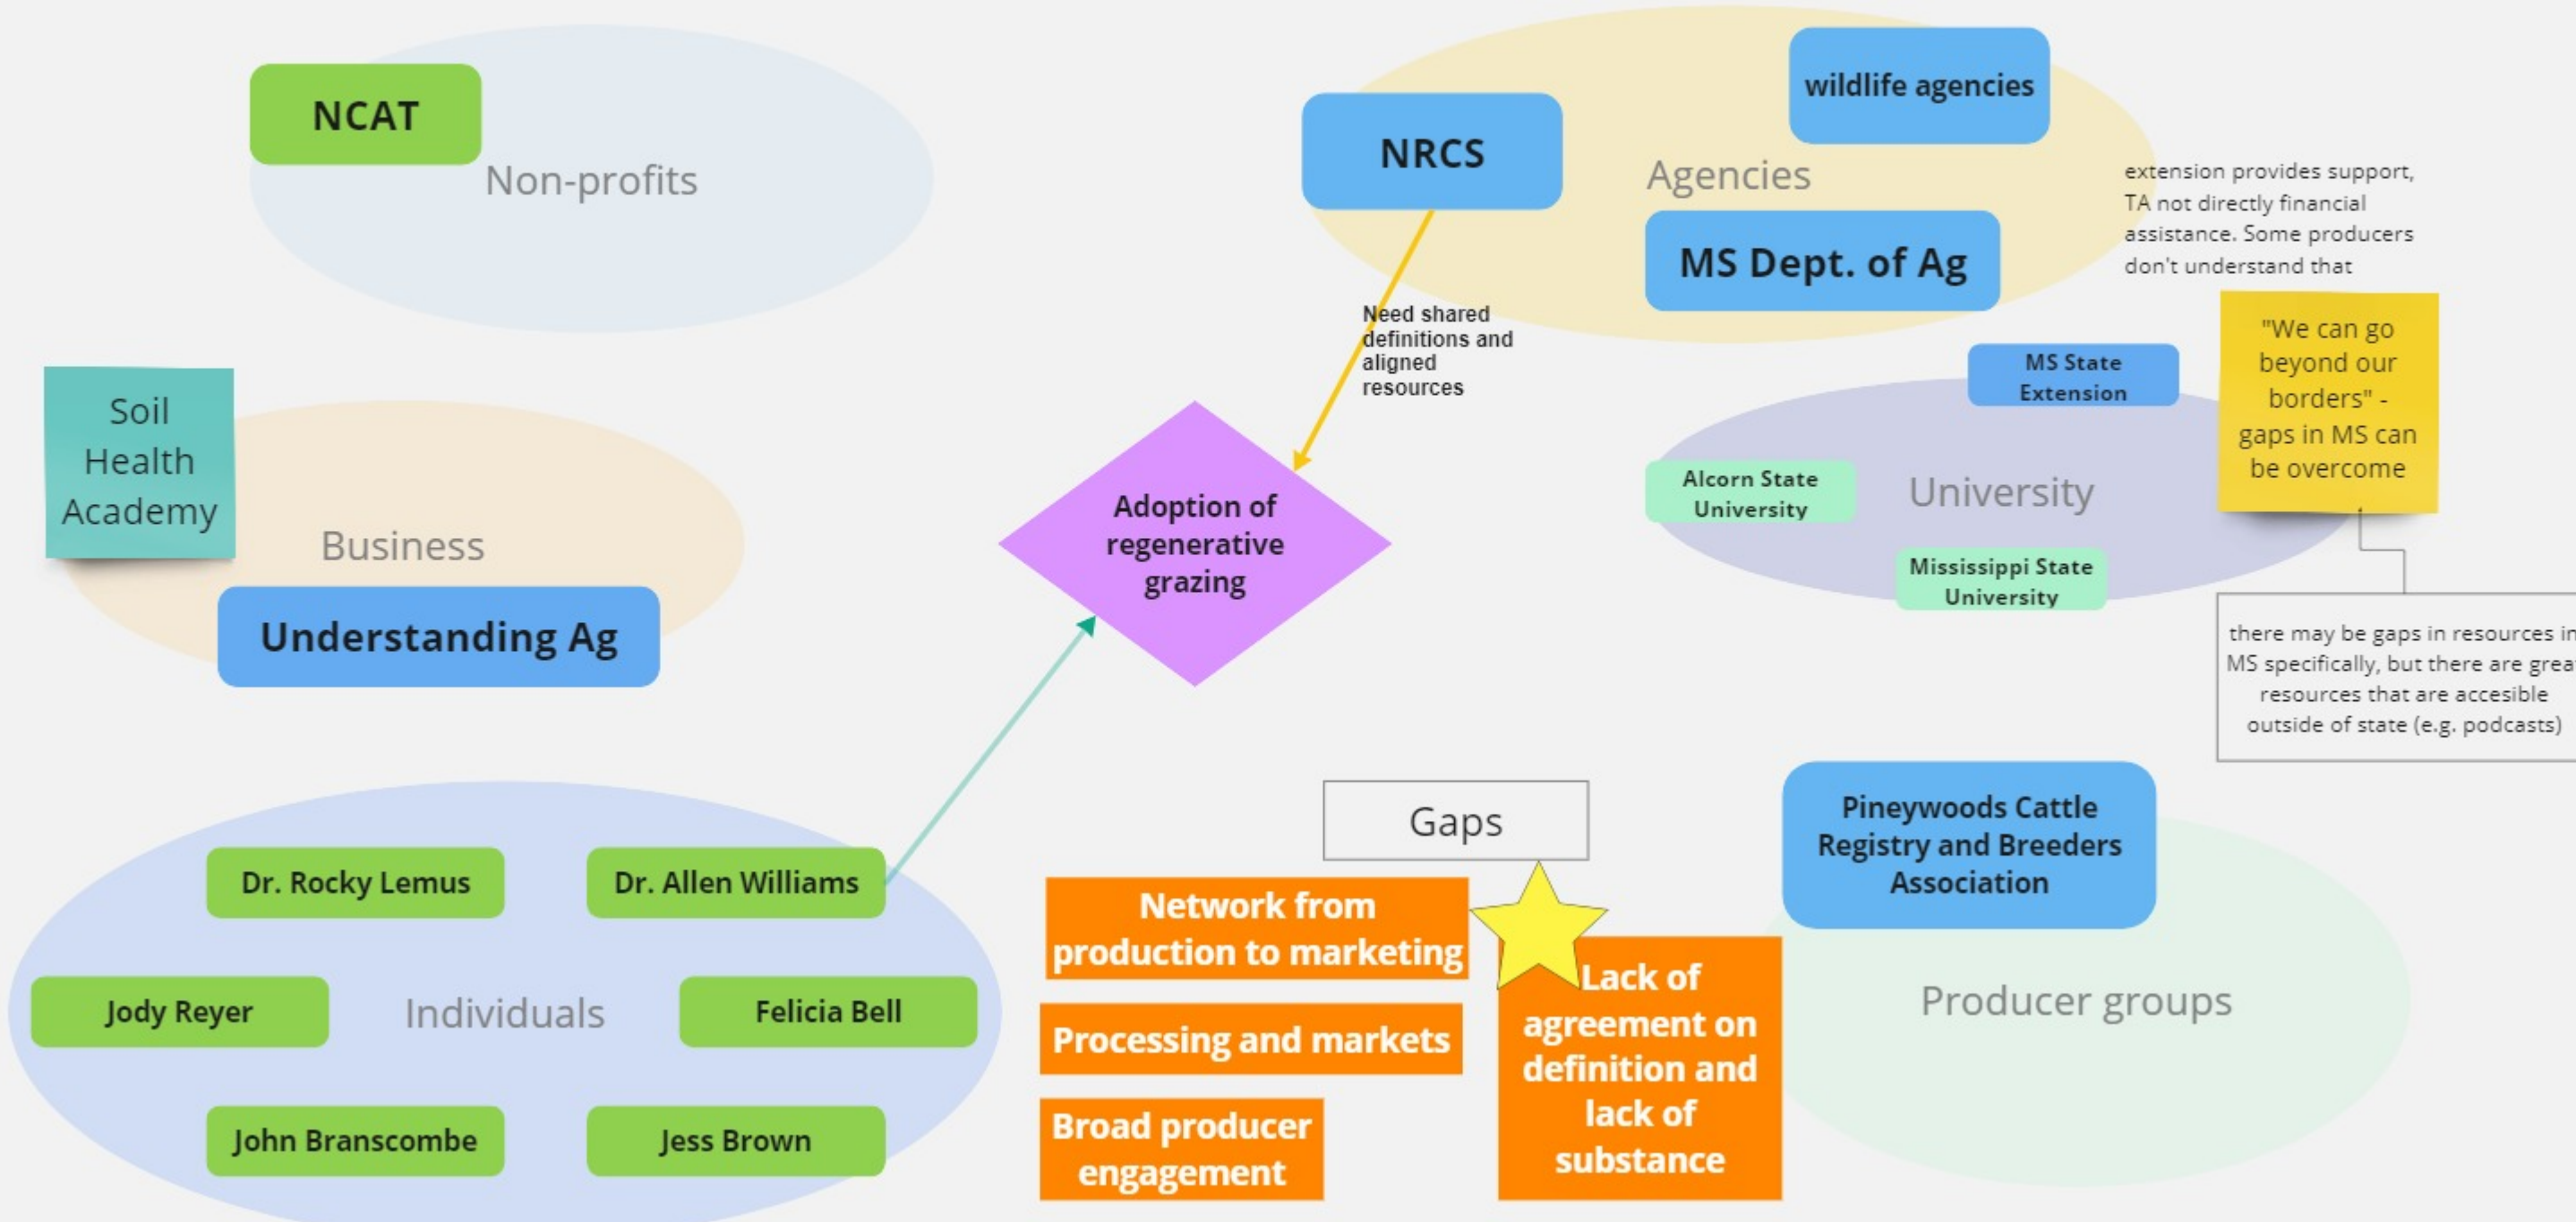 NCAT
Non-profits
NRCS
wildlife agencies
Agencies
MS Dept. of Ag
extension provides support,
TA not directly financial
assistance. Some producers
don't understand that
Need shared
definitions and
aligned
resources
Soil
Health
Academy
Business
Understanding Ag
Adoption of
regenerative
grazing
MS State
Extension
Alcorn State
University
University
Mississippi State
University
"We can go
beyond our
borders" -
gaps in MS can
be overcome
there may be gaps in resources in
MS specifically, but there are great
resources that are accesible
outside of state (e.g. podcasts)
Dr. Rocky Lemus
Dr. Allen Williams
Jody Reyer
Individuals
Felicia Bell
John Branscombe
Jess Brown
Gaps
Network from
production to marketing
Processing and markets
Broad producer
engagement
Lack of
agreement on
definition and
lack of
substance
Pineywoods Cattle
Registry and Breeders
Association
Producer groups